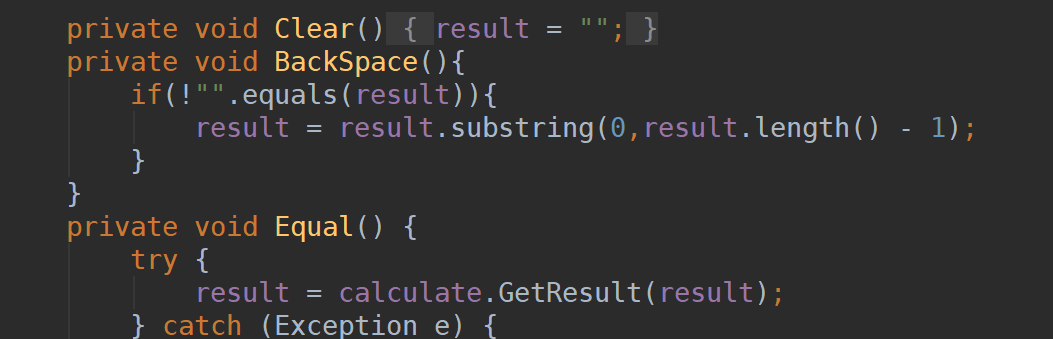 private void Clear() { result = ""; }
private void BackSpace(){
if(!"".equals(result)){
result = result.substring(0,result.length() - 1);
}
}
private void Equal() {
try {
result = calculate.GetResult(result);
} catch (Exception e) {